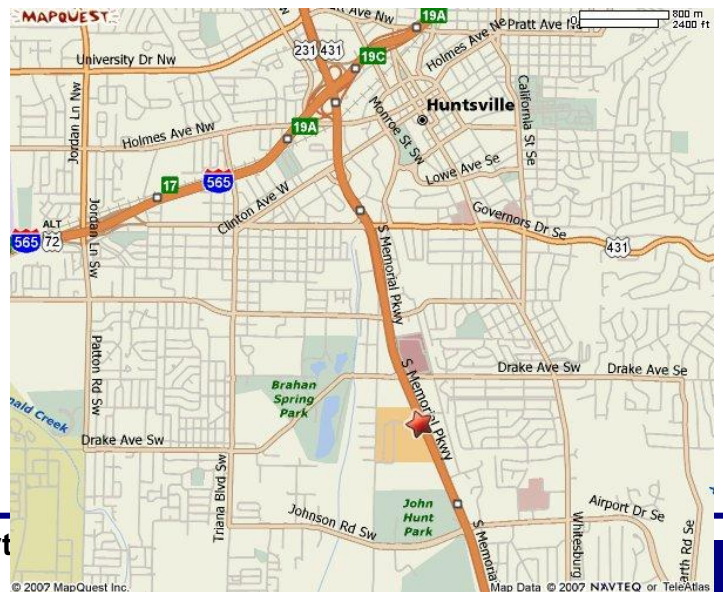 MAPQUEST
800 m
0
2400 ft
19A
Pratt Ave Ne
231 431
University Dr Nw
19C
Holmes Ave Ne
Jordan Ln Nw
Huntsville
California St Se
Monroe St Sw
19A
Holmes Ave Nw
Lowe Ave Se
17
565
Clinton Ave W
Governors Dr Se
ALT
565 72
431
Jordan Ln Sw
S Memorial Pkwy
Patton Rd Sw
S Memorial Pkwy
Drake Ave Sw
Drake Ave Se
Brahan
Spring
Park
Drake Ave Sw
Triana Blvd Sw
John
Hunt
Park
Johnson Rd Sw
Airport Dr Se
Whitesburg
S Memorial
© 2007 MapQuest Inc.
Map Data © 2007 NAVTEQ or TeleAtlas